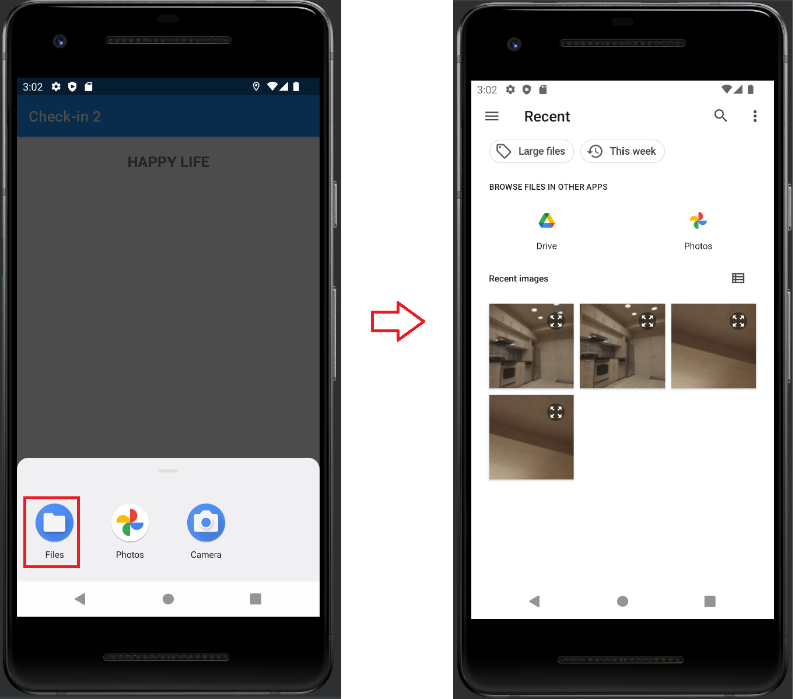 3:02
Check-in 2
HAPPY LIFE
Files
Photos
Camera
3:02
Recent
Large files
This week
BROWSE FILES IN OTHER APPS
Drive
Photos
Recent images